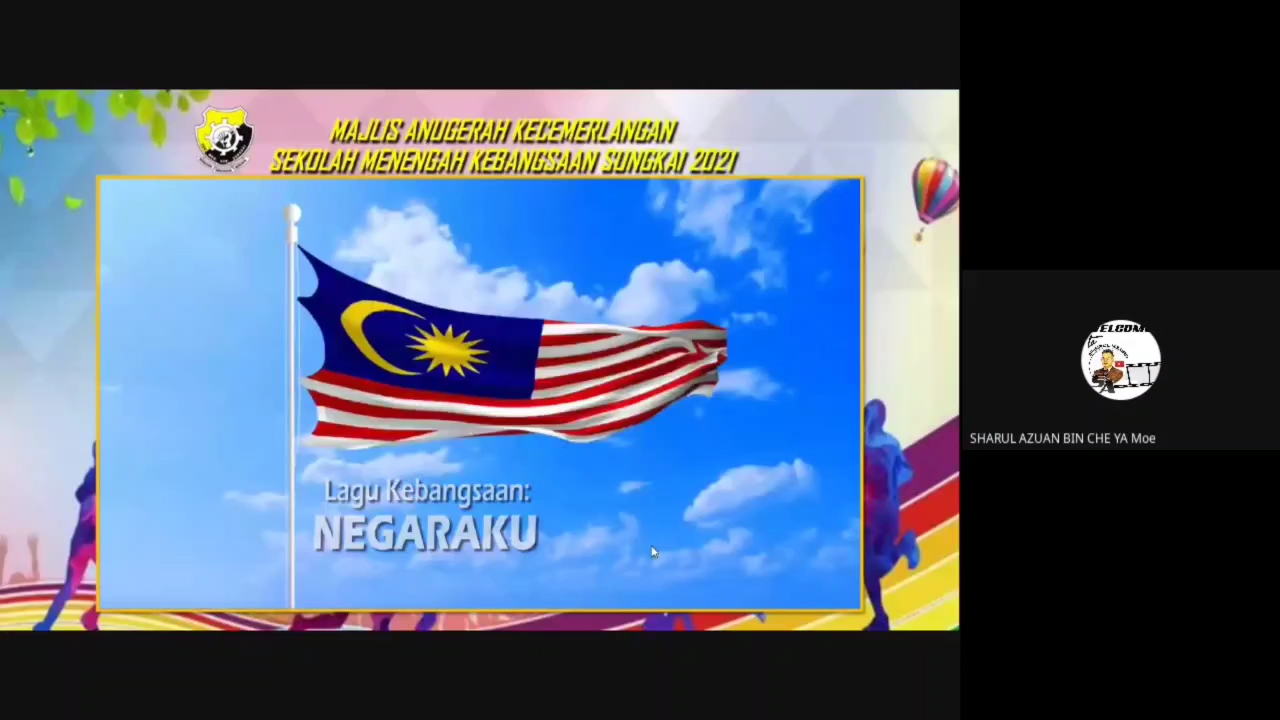 MAJLIS ANUGERAH KECEMERLANGAN
SEKOLAH MENENGAH KEBANGSAAN SUNGKAI 2021
Lagu Kebangsaan:
NEGARAKU
SHARUL AZUAN BIN CHE YA Moe